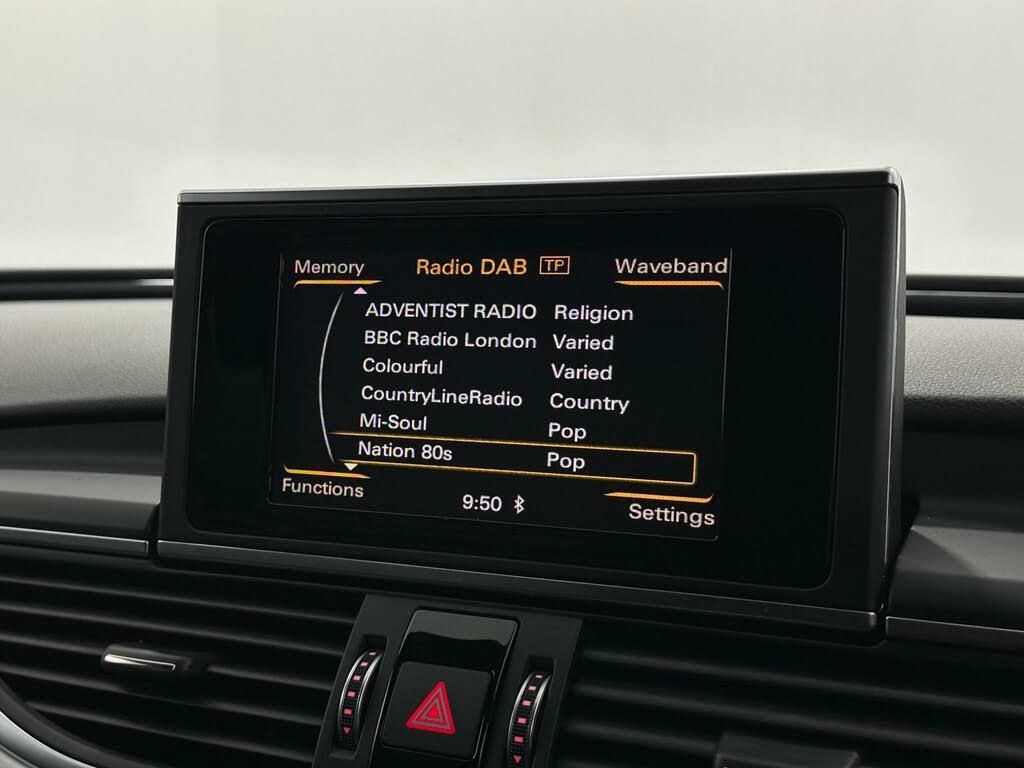 Memory Radio DAB TP Waveband
ADVENTIST RADIO Religion
BBC Radio London Varied
Colourful Varied
CountryLineRadio Country
Mi-Soul Pop
Nation 80s Pop
Functions 9:50 Settings